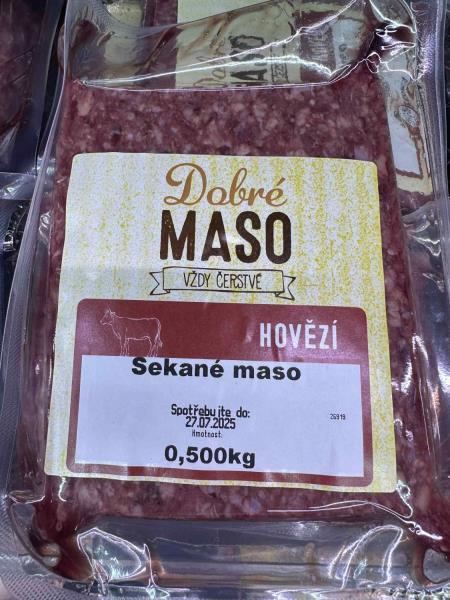 Dobré
MASO
VŽDY ČERSTVÉ
HOVĚZÍ
Sekané maso
Spotřebujte do:
27.07.2025
26919
Hmotnost:
0,500kg